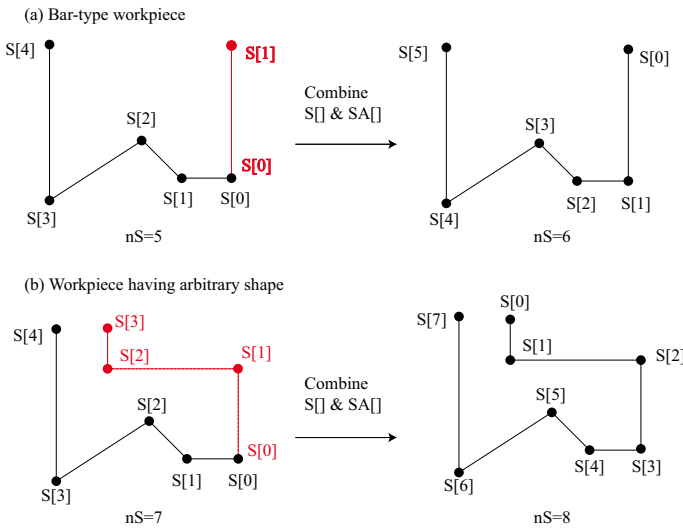 (a) Bar-type workpiece
S[4]
S[1]
S[2]
S[0]
S[3]
S[1]
S[0]
nS=5
Combine
S[] & SA[]
S[5]
S[0]
S[3]
S[4]
S[2]
S[1]
nS=6
(b) Workpiece having arbitrary shape
S[4]
S[3]
S[2]
S[1]
S[2]
S[0]
S[3]
S[1]
S[0]
nS=7
Combine
S[] & SA[]
S[7]
S[0]
S[1]
S[2]
S[5]
S[6]
S[4]
S[3]
nS=8